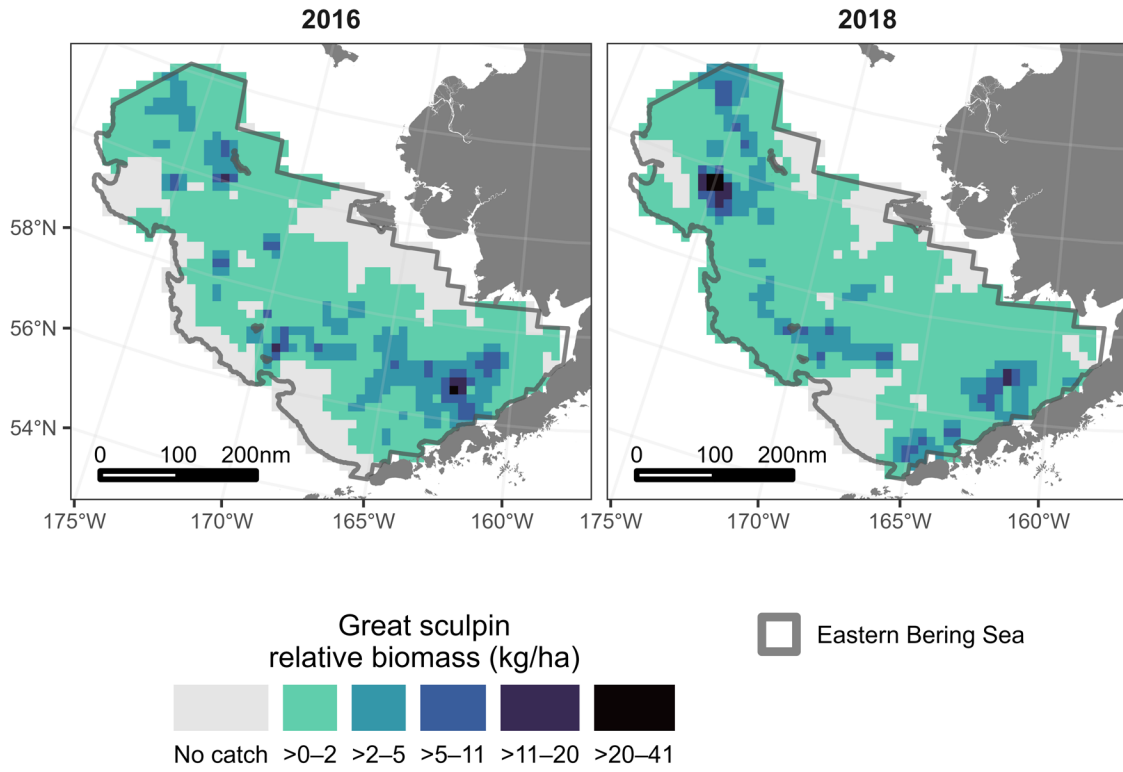 2016
2018
58°N
56°N
54°N
0 100 200nm
0 100 200nm
175°W 170°W 165°W 160°W 175°W 170°W 165°W 160°W
Great sculpin
relative biomass (kg/ha)
Eastern Bering Sea
No catch >0–2 >2–5 >5–11 >11–20 >20–41